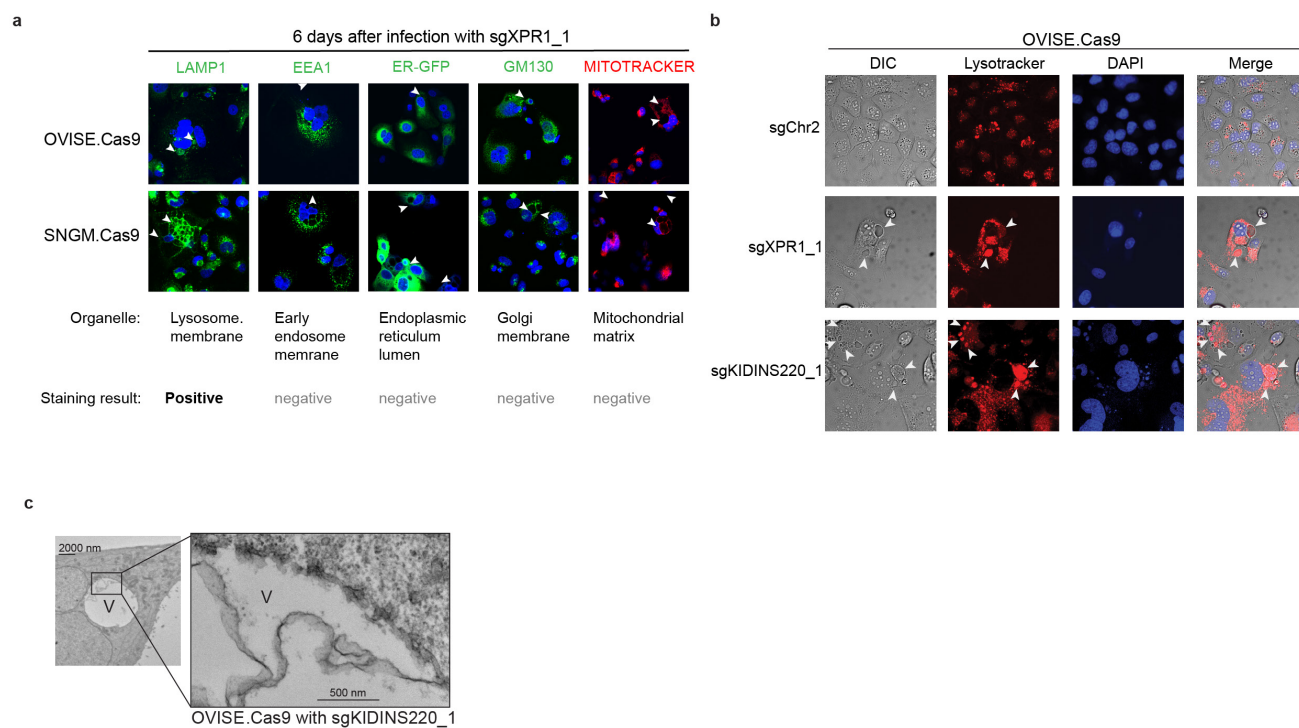 a
6 days after infection with sgXPR1_1
LAMP1 EEA1 ER-GFP GM130 MITOTRACKER
OVISE.Cas9
SNGM.Cas9
Organelle: Lysosome. membrane Early endosome memrane Endoplasmic reticulum lumen Golgi membrane Mitochondrial matrix
Staining result: Positive negative negative negative negative
b
OVISE.Cas9
DIC Lysotracker DAPI Merge
sgChr2
sgXPR1_1
sgKIDINS220_1
c
2000 nm
V
V
500 nm
OVISE.Cas9 with sgKIDINS220_1